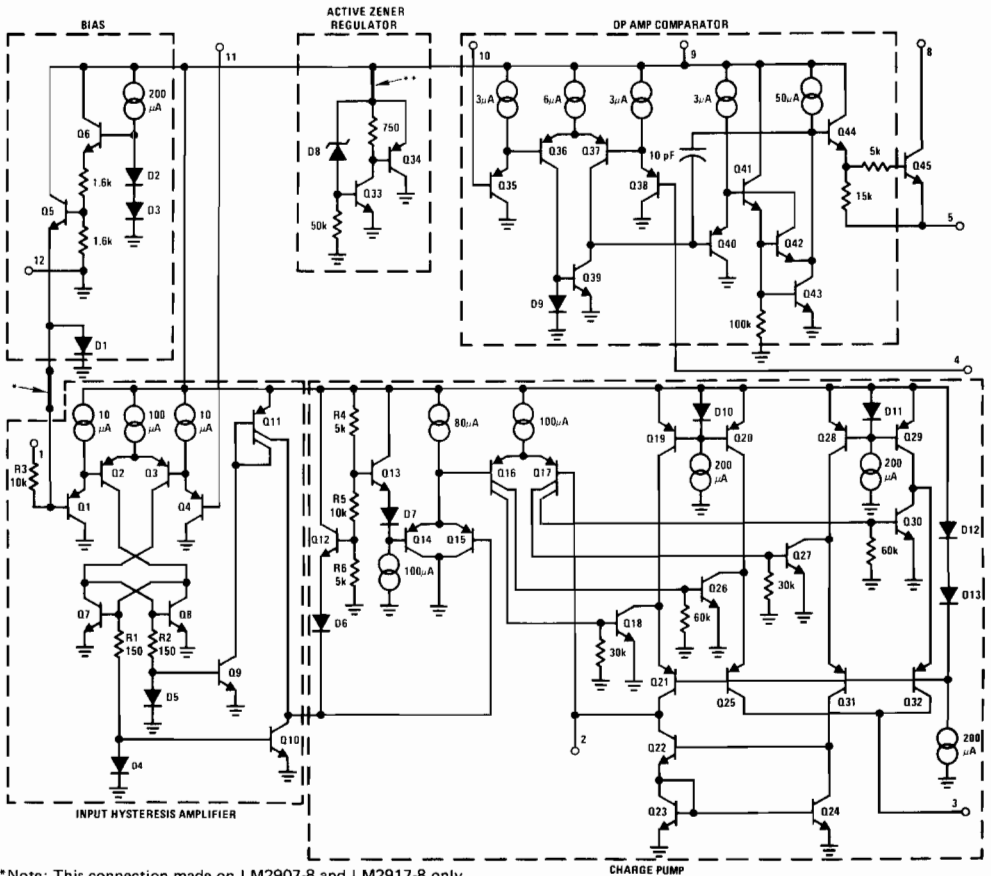 BIAS
ACTIVE ZENER
REGULATOR
OP AMP COMPARATOR
11
10
9
8
200
μA
3μA
6μA
3μA
3μA
50μA
**
Q6
D8
750
Q34
Q36
Q37
10 pF
Q44
5k
Q45
Q41
D2
1.6k
Q35
Q38
15k
Q5
D3
Q33
50k
5
1.6k
Q40
Q42
12
Q39
D9
Q43
100k
D1
4
*
10
μA
100
μA
10
μA
Q11
R4
5k
80μA
100μA
D10
D11
Q19
Q20
Q28
Q29
1
R3
10k
Q2
Q3
Q13
Q16
Q17
200
μA
200
μA
Q1
Q4
R5
10k
D7
Q30
D12
Q12
Q14
Q15
Q27
60k
R6
5k
100μA
Q26
30k
D13
Q7
Q8
D6
Q18
60k
R1
150
R2
150
30k
Q9
Q21
Q25
Q31
Q32
D5
Q10
2
Q22
200
μA
D4
3
Q23
Q24
INPUT HYSTERESIS AMPLIFIER
CHARGE PUMP
*Note: This connection made on LM2907-8 and LM2917-8 only.